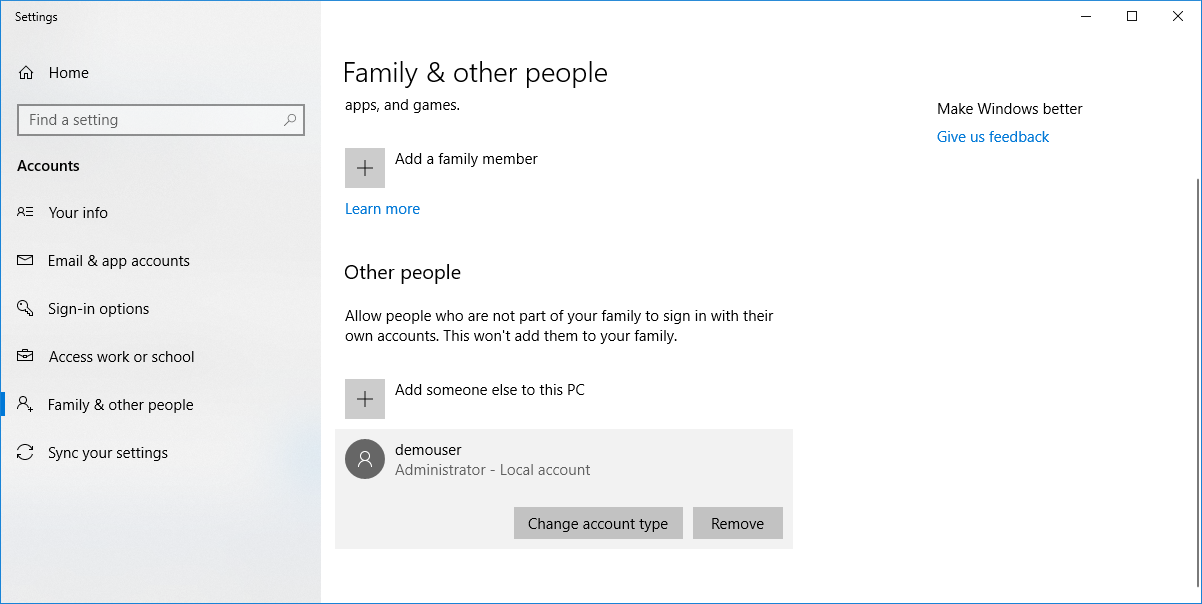 Settings
Home
Find a setting
Accounts
Your info
Email & app accounts
Sign-in options
Access work or school
Family & other people
Sync your settings
Family & other people
apps, and games.
Add a family member
Learn more
Other people
Allow people who are not part of your family to sign in with their
own accounts. This won't add them to your family.
Add someone else to this PC
demouser
Administrator - Local account
Change account type
Remove
Make Windows better
Give us feedback